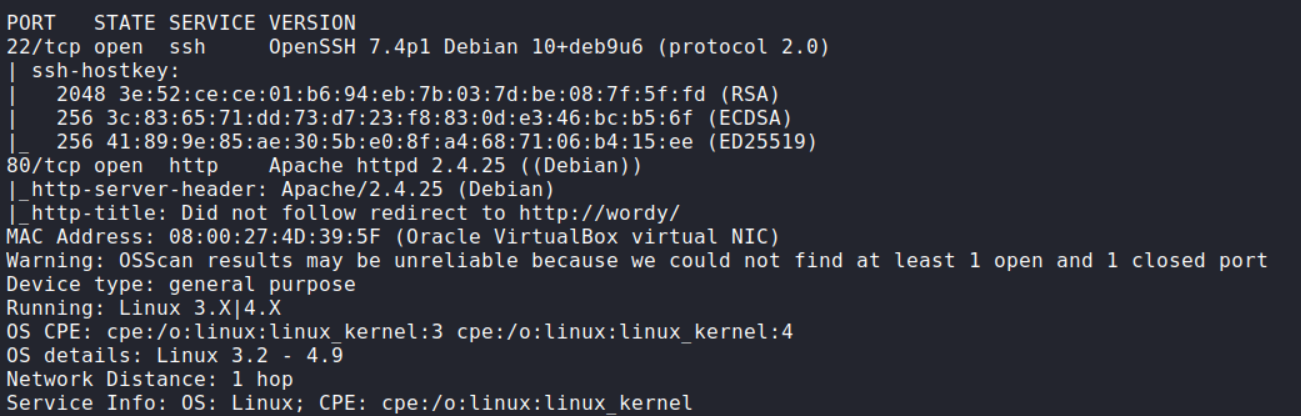 PORT   STATE SERVICE VERSION
22/tcp open  ssh     OpenSSH 7.4p1 Debian 10+deb9u6 (protocol 2.0)
| ssh-hostkey:
|   2048 3e:52:ce:ce:01:b6:94:eb:7b:03:7d:be:08:7f:5f:fd (RSA)
|   256 3c:83:65:71:dd:73:d7:23:f8:83:0d:e3:46:bc:b5:6f (ECDSA)
|_  256 41:89:9e:85:ae:30:5b:e0:8f:a4:68:71:06:b4:15:ee (ED25519)
80/tcp open  http    Apache httpd 2.4.25 ((Debian))
|_http-server-header: Apache/2.4.25 (Debian)
|_http-title: Did not follow redirect to http://wordy/
MAC Address: 08:00:27:4D:39:5F (Oracle VirtualBox virtual NIC)
Warning: OSScan results may be unreliable because we could not find at least 1 open and 1 closed port
Device type: general purpose
Running: Linux 3.X|4.X
OS CPE: cpe:/o:linux:linux_kernel:3 cpe:/o:linux:linux_kernel:4
OS details: Linux 3.2 - 4.9
Network Distance: 1 hop
Service Info: OS: Linux; CPE: cpe:/o:linux:linux_kernel